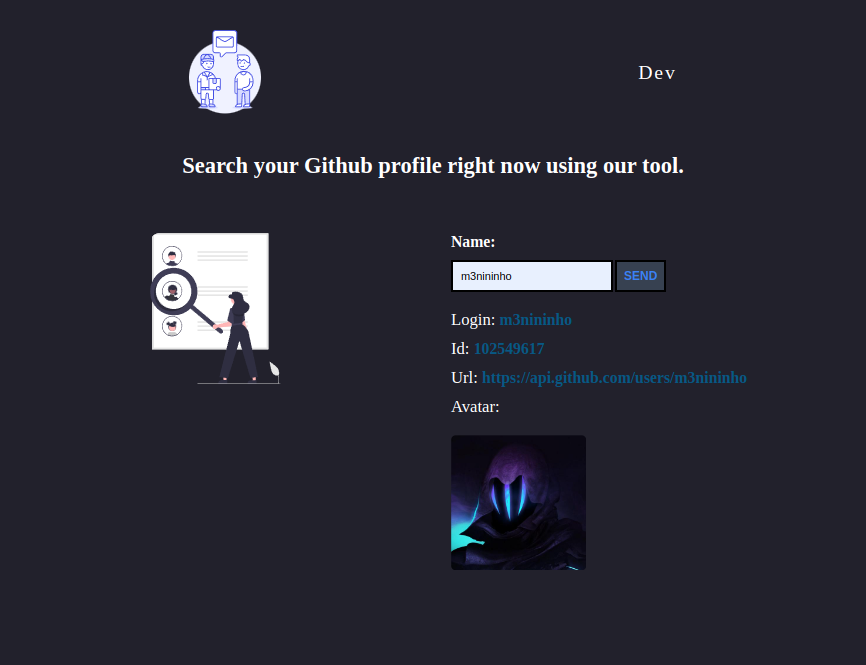 Dev
Search your Github profile right now using our tool.
Name:
m3nininho SEND
Login: m3nininho
Id: 102549617
Url: https://api.github.com/users/m3nininho
Avatar: